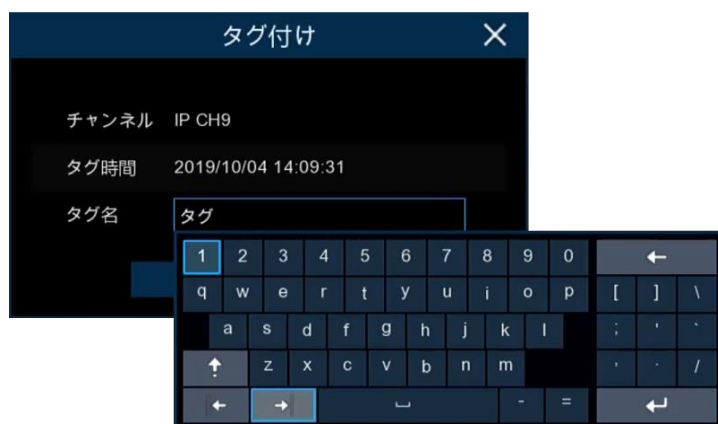 タグ付け
チャンネル IP CH9
タグ時間 2019/10/04 14:09:31
タグ名 タグ
1 2 3 4 5 6 7 8 9 0
q w e r t y u i o p [ ] \
a s d f g h j k l ; ' `
z x c v b n m , . /
- =